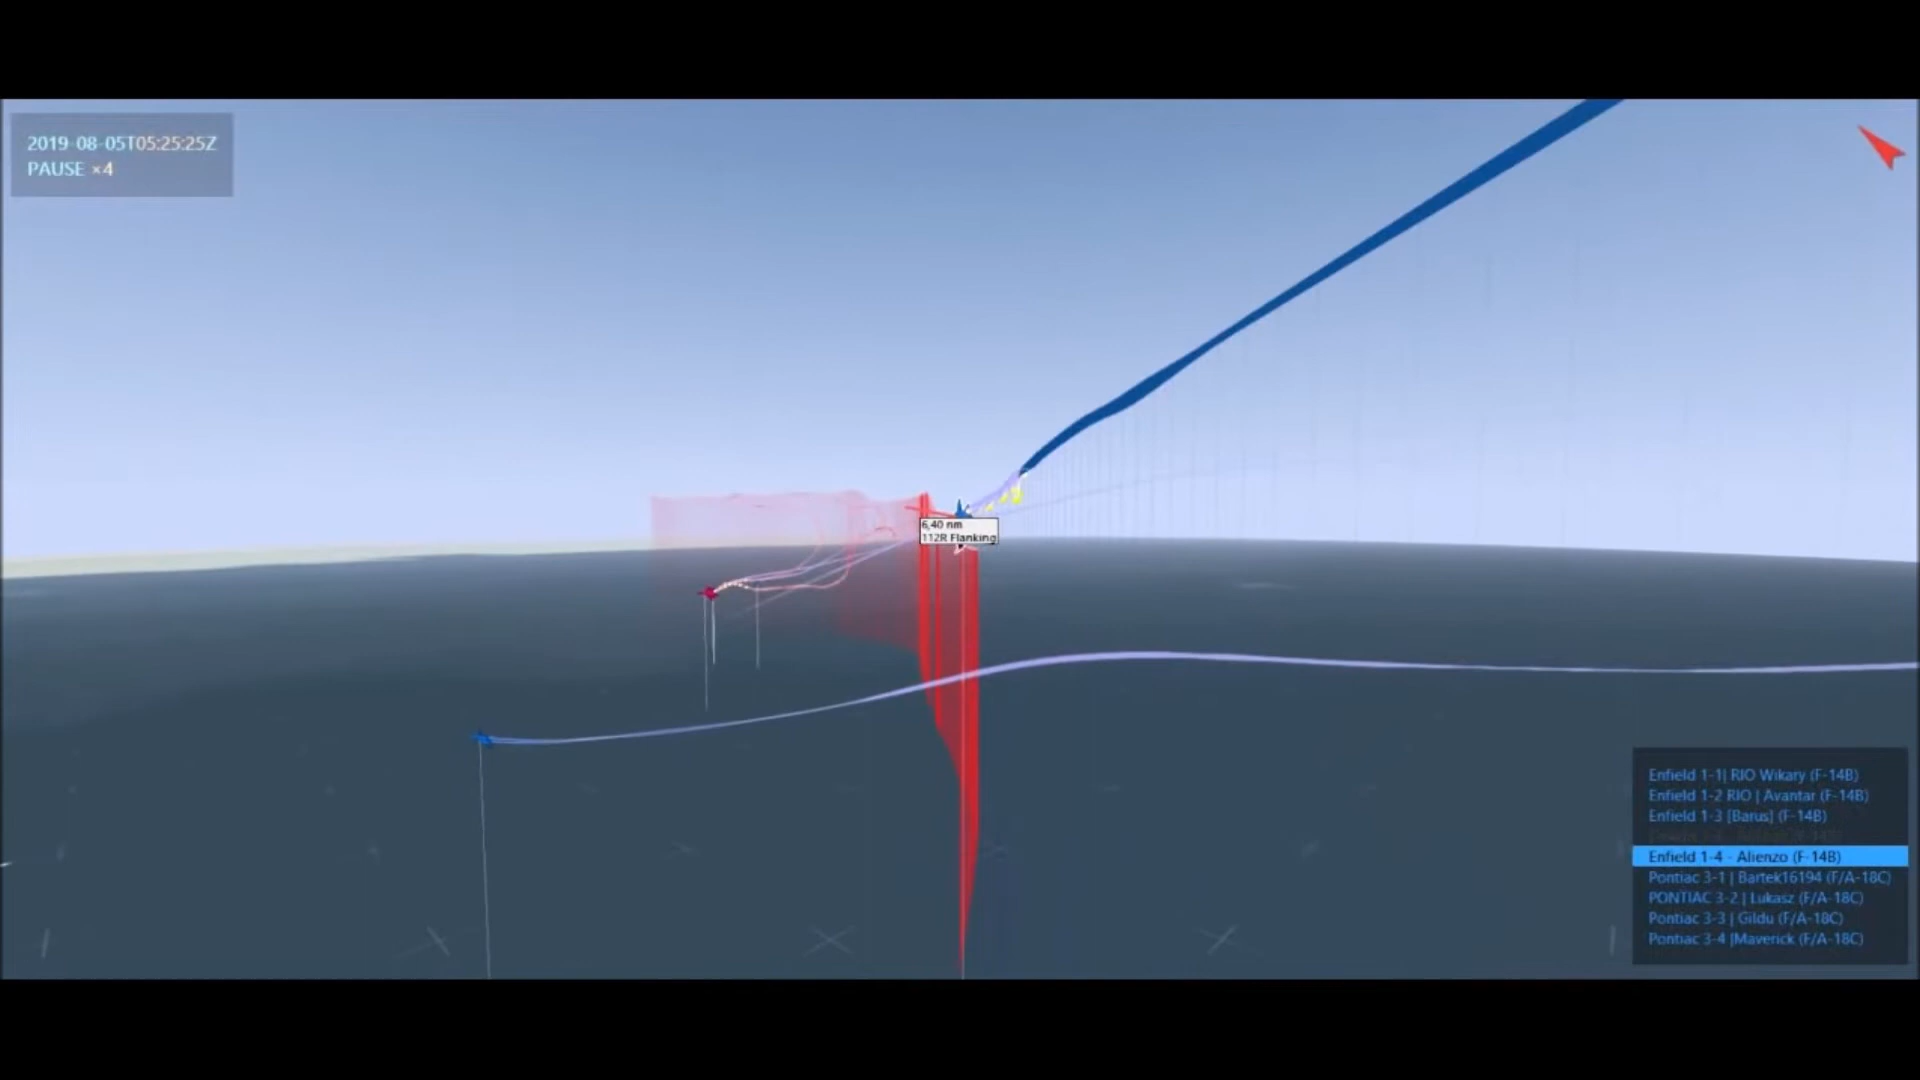 2019-08-05T05:25:25Z
PAUSE ×4
6,40 nm
112R Flanking
Enfield 1-1| RIO Wikary (F-14B)
Enfield 1-2 RIO | Avantar (F-14B)
Enfield 1-3 [Barus] (F-14B)
Enfield 1-4 - Alienzo (F-14B)
Pontiac 3-1 | Bartek16194 (F/A-18C)
PONTIAC 3-2 | Lukasz (F/A-18C)
Pontiac 3-3 | Gildu (F/A-18C)
Pontiac 3-4 |Maverick (F/A-18C)